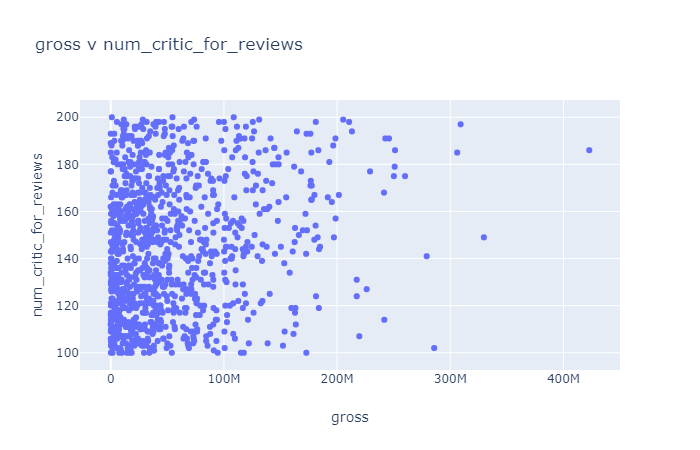 gross v num_critic_for_reviews
200
180
160
140
120
100
num_critic_for_reviews
0
100M
200M
300M
400M
gross